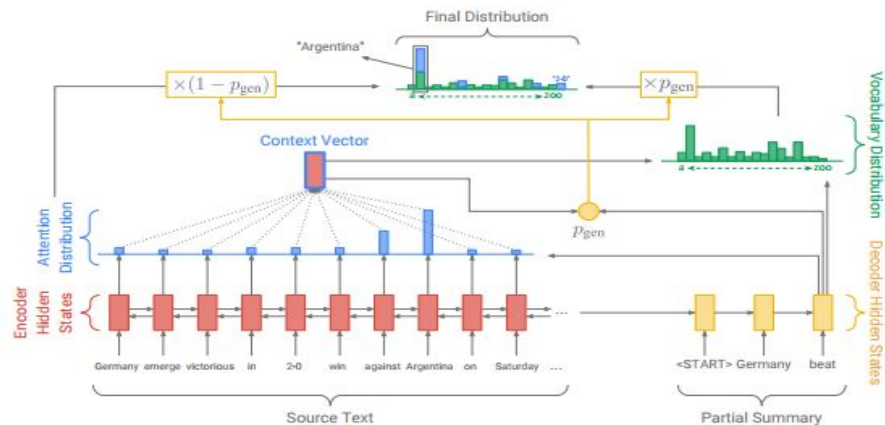 Final Distribution
"Argentina"
×(1 − p_gen)
"2-0"
×p_gen
a zoo
Context Vector
Vocabulary Distribution
a zoo
Attention Distribution
p_gen
Encoder Hidden States
Decoder Hidden States
...
Germany emerge victorious in 2-0 win against Argentina on Saturday ...
<START> Germany beat
Source Text
Partial Summary